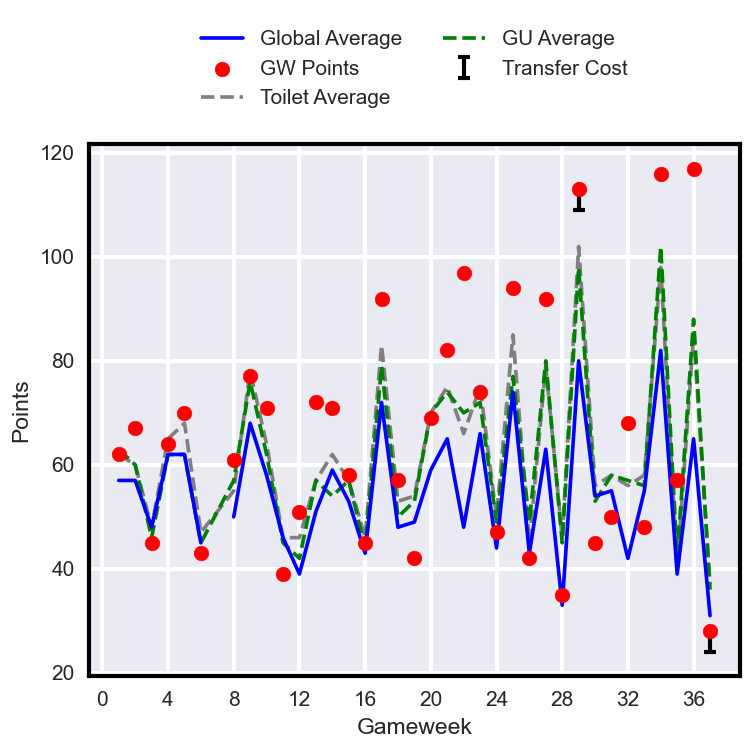 Global Average
GW Points
Toilet Average
GU Average
Transfer Cost
120
100
80
60
40
20
Points
0 4 8 12 16 20 24 28 32 36
Gameweek